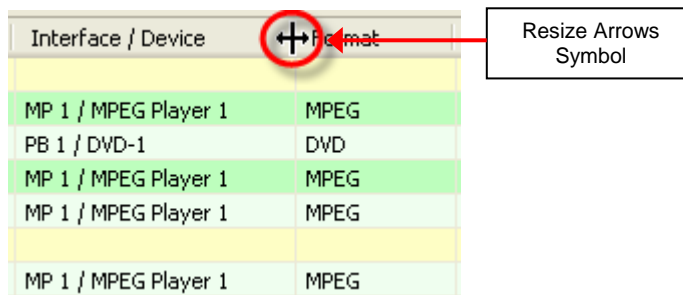 Interface / Device Format
Resize Arrows
Symbol
MP 1 / MPEG Player 1 MPEG
PB 1 / DVD-1 DVD
MP 1 / MPEG Player 1 MPEG
MP 1 / MPEG Player 1 MPEG
MP 1 / MPEG Player 1 MPEG